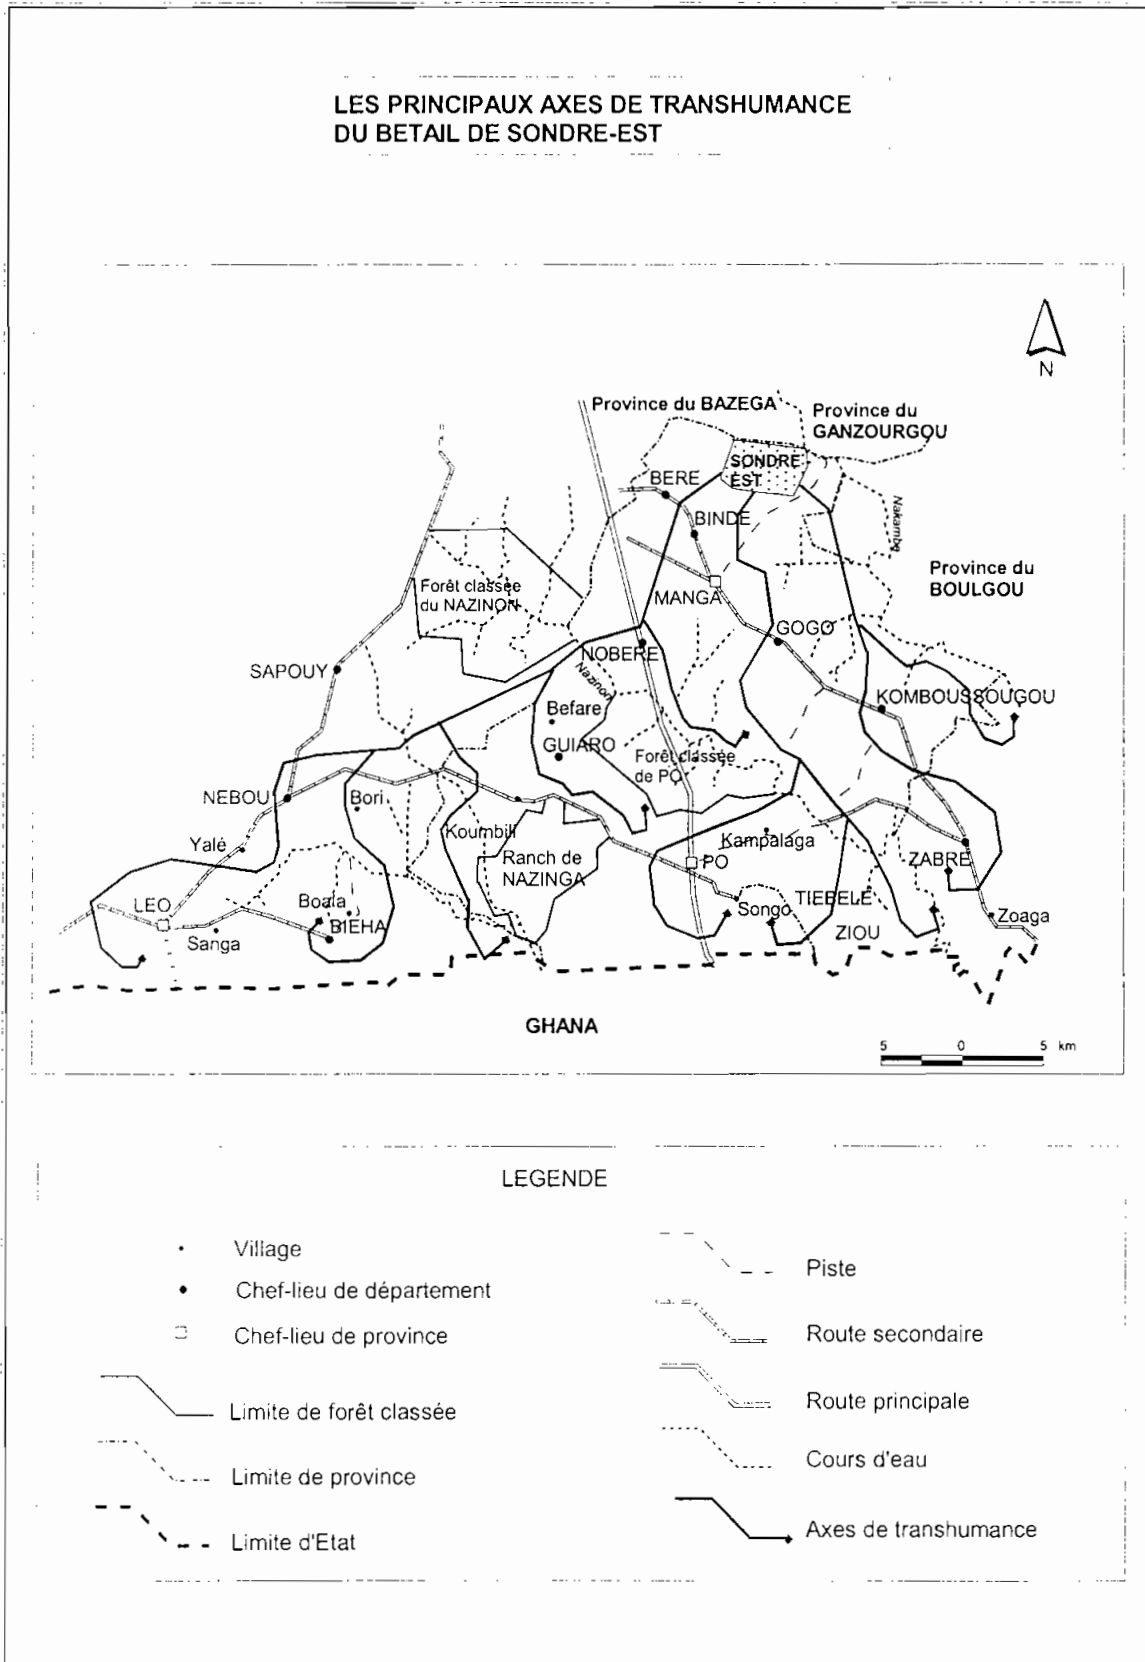 LES PRINCIPAUX AXES DE TRANSHUMANCE
DU BETAIL DE SONDRE-EST
N
Province du BAZEGA
Province du
GANZOURGOU
SONDRE
EST
BERE
BINDE
Nakambe
Province du
BOULGOU
Forêt classée
du NAZINON
MANGA
GOGO
NOBERE
SAPOUY
Nazinon
KOMBOUSSOUGOU
Befare
GUIARO
Forêt classée
de PO
NEBOU
Bori
Koumbili
Kampalaga
Yalé
Ranch de
NAZINGA
PO
ZABRE
LEO
Boala
BIEHA
Songo
TIEBELE
Zoaga
Sanga
ZIOU
GHANA
5 0 5 km
LEGENDE
Village
Chef-lieu de département
Chef-lieu de province
Limite de forêt classée
Limite de province
Limite d'Etat
Piste
Route secondaire
Route principale
Cours d'eau
Axes de transhumance